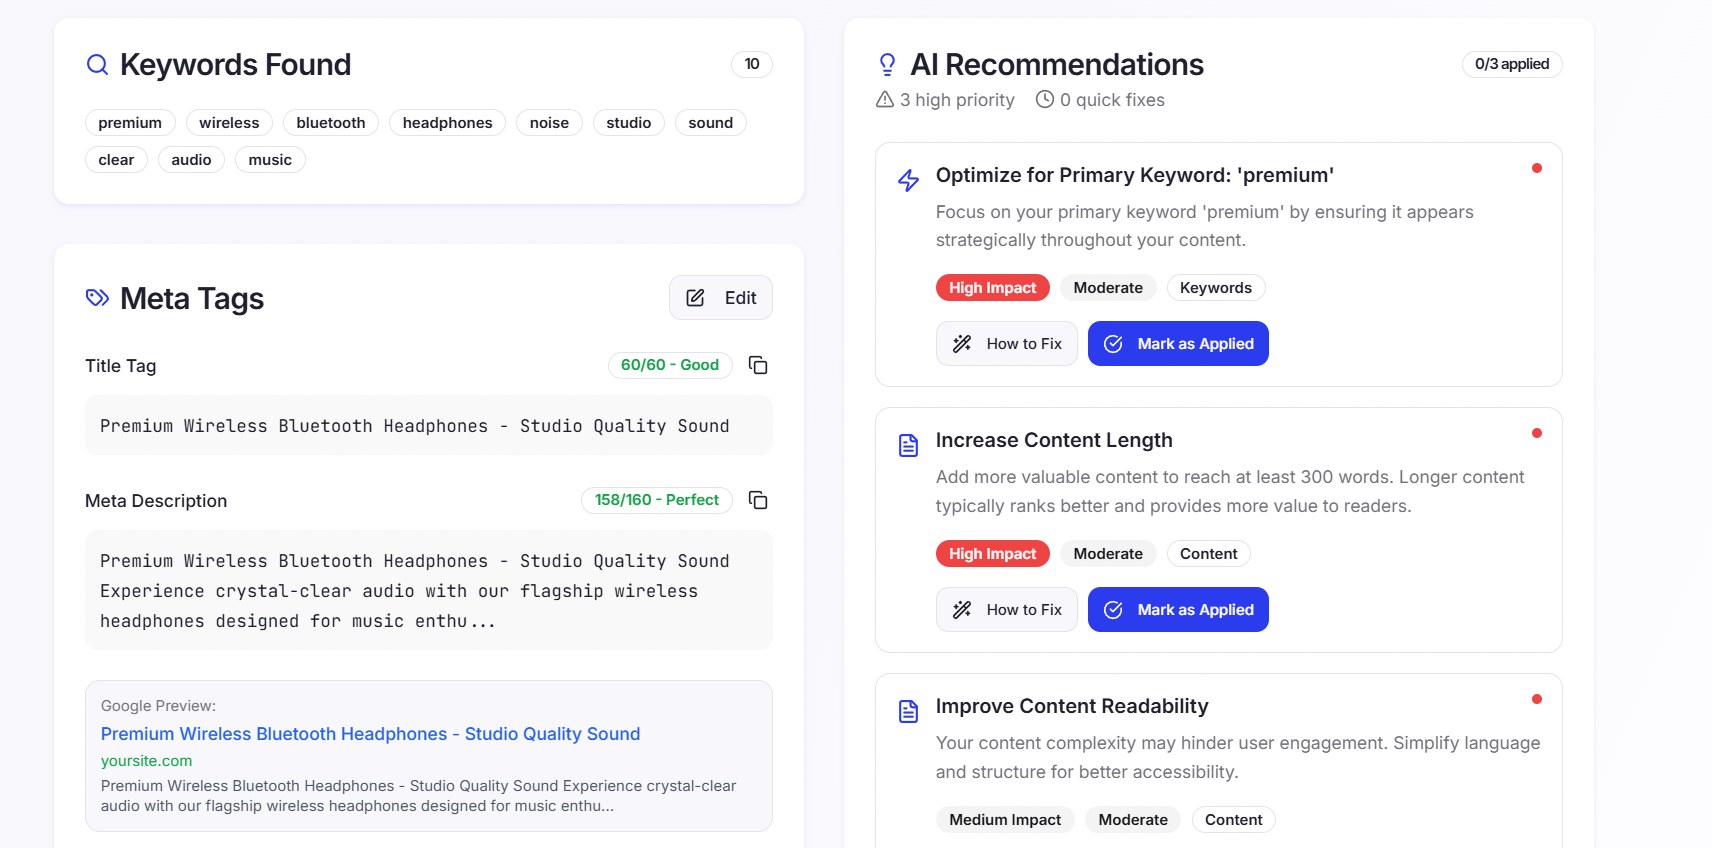 Keywords Found
10
premium wireless bluetooth headphones noise studio sound
clear audio music
Meta Tags
Edit
Title Tag
60/60 - Good
Premium Wireless Bluetooth Headphones - Studio Quality Sound
Meta Description
158/160 - Perfect
Premium Wireless Bluetooth Headphones - Studio Quality Sound
Experience crystal-clear audio with our flagship wireless
headphones designed for music enthu...
Google Preview:
Premium Wireless Bluetooth Headphones - Studio Quality Sound
yoursite.com
Premium Wireless Bluetooth Headphones - Studio Quality Sound Experience crystal-clear
audio with our flagship wireless headphones designed for music enthu...
AI Recommendations
0/3 applied
3 high priority 0 quick fixes
Optimize for Primary Keyword: 'premium'
Focus on your primary keyword 'premium' by ensuring it appears
strategically throughout your content.
High Impact Moderate Keywords
How to Fix Mark as Applied
Increase Content Length
Add more valuable content to reach at least 300 words. Longer content
typically ranks better and provides more value to readers.
High Impact Moderate Content
How to Fix Mark as Applied
Improve Content Readability
Your content complexity may hinder user engagement. Simplify language
and structure for better accessibility.
Medium Impact Moderate Content